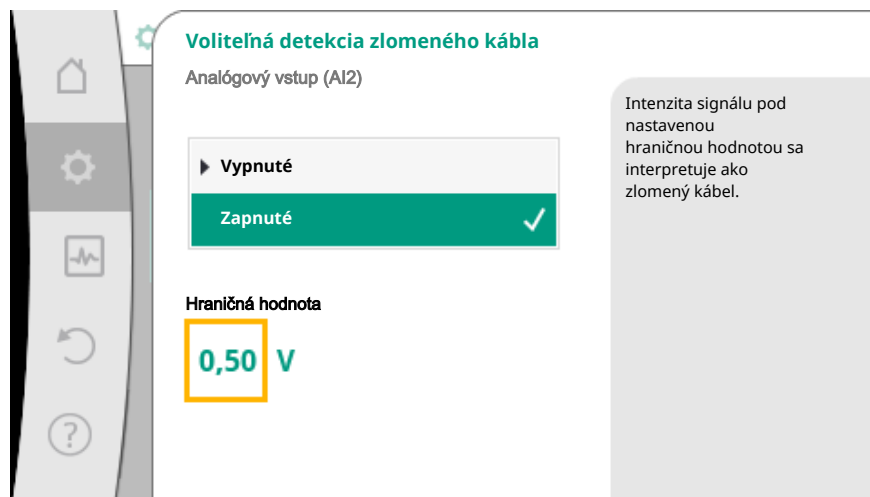 Voliteľná detekcia zlomeného kábla
Analógový vstup (AI2)
Vypnuté
Zapnuté
Hraničná hodnota
0,50 V
Intenzita signálu pod
nastavenou
hraničnou hodnotou sa
interpretuje ako
zlomený kábel.
?